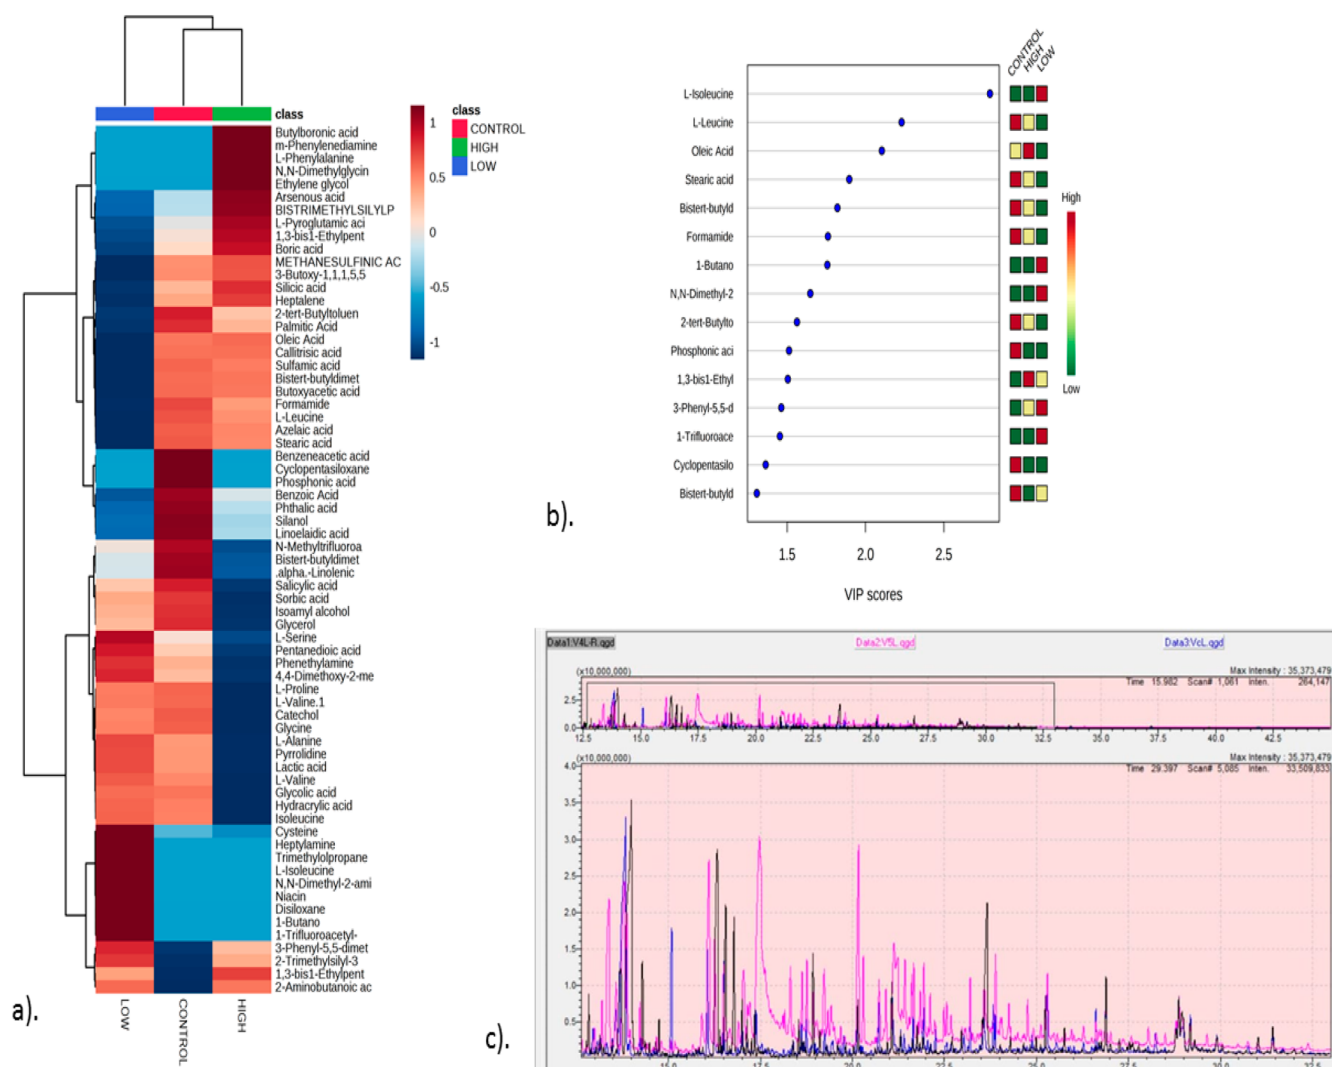 class
Butylboronic acid
m-Phenylenediamine
L-Phenylalanine
N,N-Dimethylglycin
Ethylene glycol
Arsenous acid
BISTRIMETHYLSILYLP
L-Pyroglutamic aci
1,3-bis1-Ethylpent
Boric acid
METHANESULFINIC AC
3-Butoxy-1,1,1,5,5
Silicic acid
Heptalene
2-tert-Butyltoluen
Palmitic Acid
Oleic Acid
Callitrisic acid
Sulfamic acid
Bistert-butyldimet
Butoxyacetic acid
Formamide
L-Leucine
Azelaic acid
Stearic acid
Benzeneacetic acid
Cyclopentasiloxane
Phosphonic acid
Benzoic Acid
Phthalic acid
Silanol
Linoelaidic acid
N-Methyltrifluoroa
Bistert-butyldimet
.alpha.-Linolenic
Salicylic acid
Sorbic acid
Isoamyl alcohol
Glycerol
L-Serine
Pentanedioic acid
Phenethylamine
4,4-Dimethoxy-2-me
L-Proline
L-Valine.1
Catechol
Glycine
L-Alanine
Pyrrolidine
Lactic acid
L-Valine
Glycolic acid
Hydracrylic acid
Isoleucine
Cysteine
Heptylamine
Trimethylolpropane
L-Isoleucine
N,N-Dimethyl-2-ami
Niacin
Disiloxane
1-Butano
1-Trifluoroacetyl-
3-Phenyl-5,5-dimet
2-Trimethylsilyl-3
1,3-bis1-Ethylpent
2-Aminobutanoic ac
LOW
CONTROL
HIGH
1
0.5
0
-0.5
-1
class
CONTROL
HIGH
LOW
a).
CONTROL
HIGH
LOW
L-Isoleucine
L-Leucine
Oleic Acid
Stearic acid
Bistert-butyld
Formamide
1-Butano
N,N-Dimethyl-2
2-tert-Butylto
Phosphonic aci
1,3-bis1-Ethyl
3-Phenyl-5,5-d
1-Trifluoroace
Cyclopentasilo
Bistert-butyld
1.5 2.0 2.5
VIP scores
High
Low
b).
Data1:V4L-R.qgd Data2:V5L.qgd Data3:VcL.qgd
(x10,000,000) Max Intensity : 35,373,479
Time 15.982 Scan# 1,061 Inten. 264,147
2.5
0.0
12.5 15.0 17.5 20.0 22.5 25.0 27.5 30.0 32.5 35.0 37.5 40.0 42.5
(x10,000,000) Max Intensity : 35,373,479
Time 29.397 Scan# 5,085 Inten. 33,509,833
4.0
3.5
3.0
2.5
2.0
1.5
1.0
0.5
c).